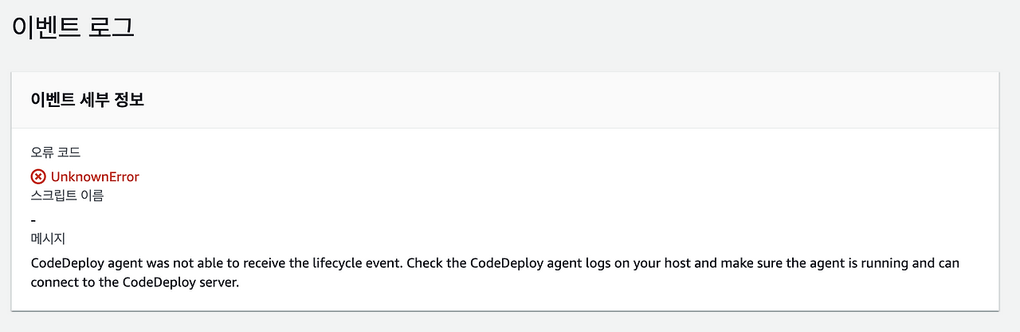 이벤트 로그
이벤트 세부 정보
오류 코드
UnknownError
스크립트 이름
-
메시지
CodeDeploy agent was not able to receive the lifecycle event. Check the CodeDeploy agent logs on your host and make sure the agent is running and can
connect to the CodeDeploy server.